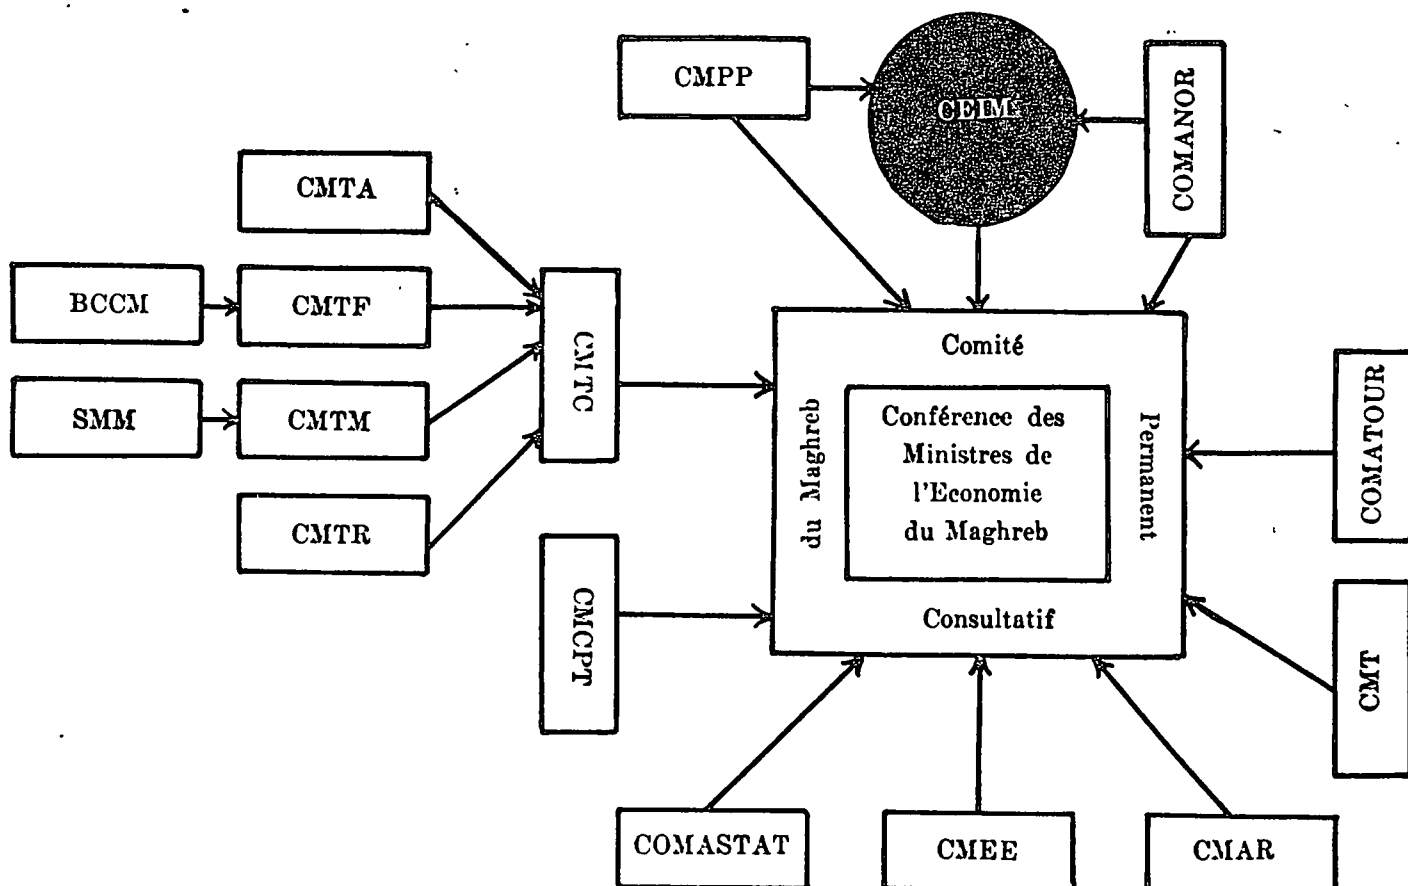 CMPP
CEIM
COMANOR
CMTA
BCCM
CMTF
SMM
CMTM
CMTR
CMTC
CMCPT
Comité
Permanent
Consultatif
du Maghreb
Conférence des
Ministres de
l'Economie
du Maghreb
COMATOUR
CMT
COMASTAT
CMEE
CMAR